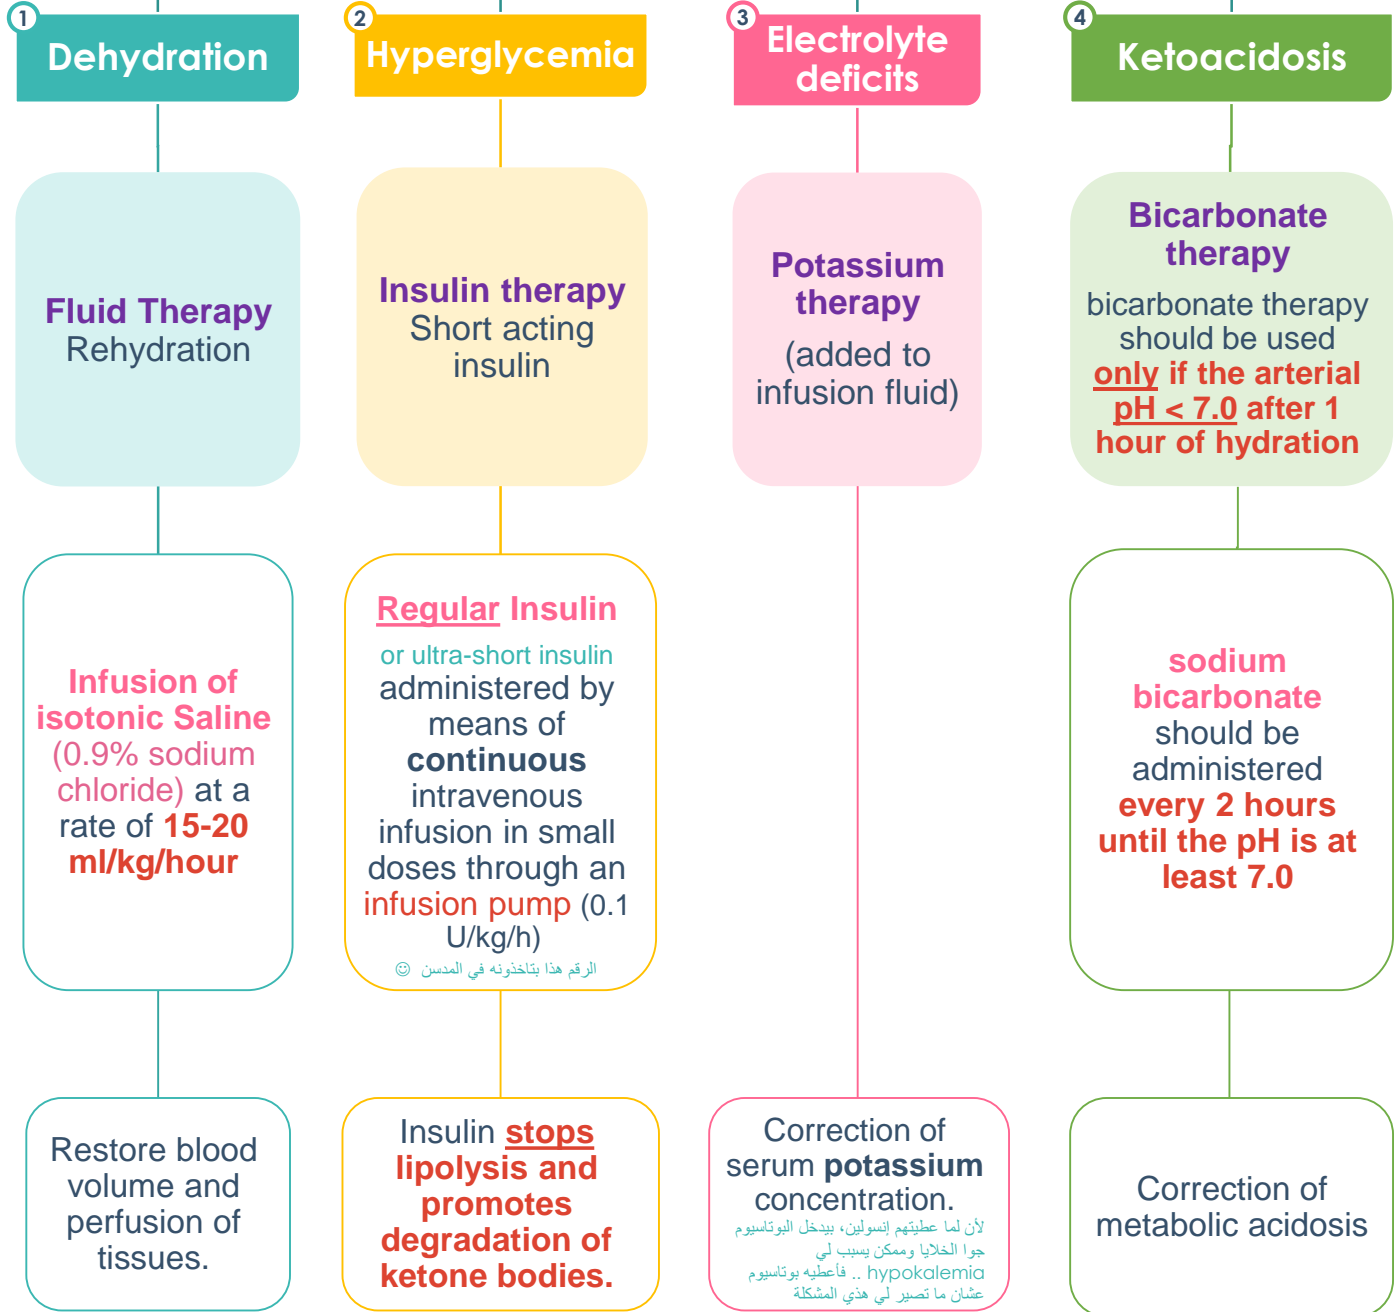 1
Dehydration
Fluid Therapy
Rehydration
Infusion of
isotonic Saline
(0.9% sodium
chloride) at a
rate of 15-20
ml/kg/hour
Restore blood
volume and
perfusion of
tissues.
2
Hyperglycemia
Insulin therapy
Short acting
insulin
Regular Insulin
or ultra-short insulin
administered by
means of
continuous
intravenous
infusion in small
doses through an
infusion pump (0.1
U/kg/h)
الرقم هذا بتاخذونه في المدسن ☺
Insulin stops
lipolysis and
promotes
degradation of
ketone bodies.
3
Electrolyte
deficits
Potassium
therapy
(added to
infusion fluid)
Correction of
serum potassium
concentration.
لأن لما عطيتهم إنسولين، بيدخل البوتاسيوم
جوا الخلايا وممكن يسبب لي
hypokalemia .. فأعطيه بوتاسيوم
عشان ما تصير لي هذي المشكلة
4
Ketoacidosis
Bicarbonate
therapy
bicarbonate therapy
should be used
only if the arterial
pH < 7.0 after 1
hour of hydration
sodium
bicarbonate
should be
administered
every 2 hours
until the pH is at
least 7.0
Correction of
metabolic acidosis